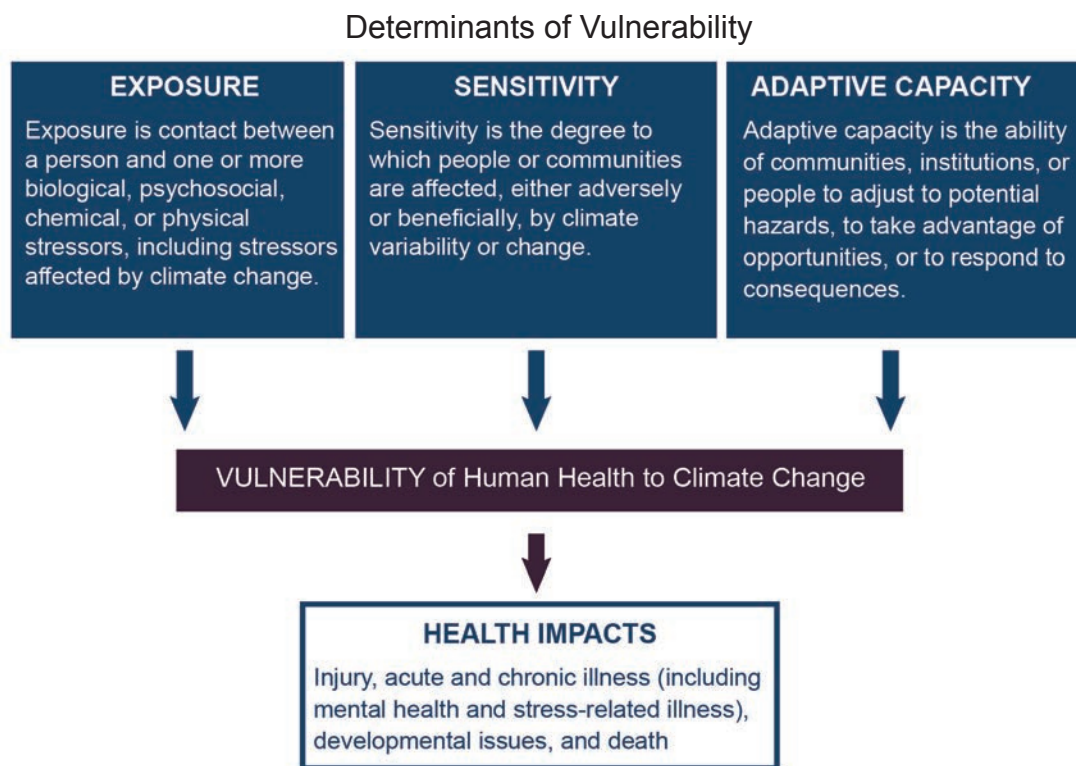 Determinants of Vulnerability
EXPOSURE
Exposure is contact between
a person and one or more
biological, psychosocial,
chemical, or physical
stressors, including stressors
affected by climate change.
SENSITIVITY
Sensitivity is the degree to
which people or communities
are affected, either adversely
or beneficially, by climate
variability or change.
ADAPTIVE CAPACITY
Adaptive capacity is the ability
of communities, institutions, or
people to adjust to potential
hazards, to take advantage of
opportunities, or to respond to
consequences.
VULNERABILITY of Human Health to Climate Change
HEALTH IMPACTS
Injury, acute and chronic illness (including
mental health and stress-related illness),
developmental issues, and death